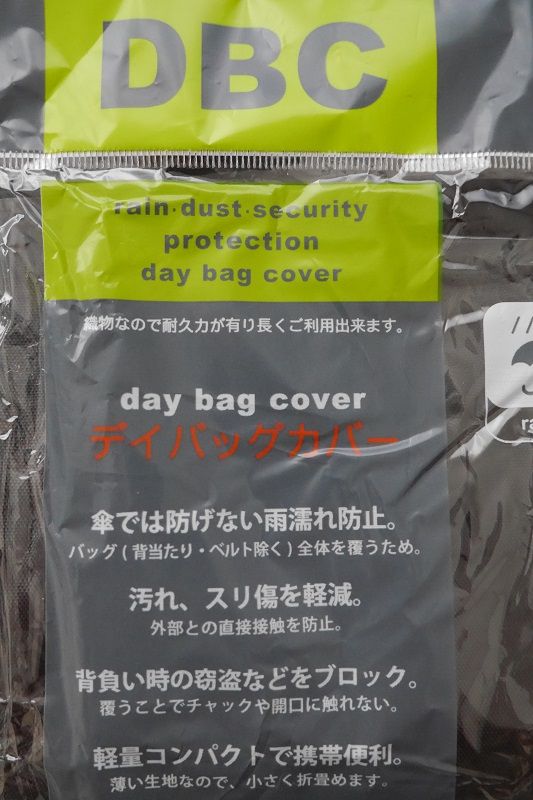 DBC
rain·dust·security
protection
day bag cover
織物なので耐久力が有り長くご利用出来ます。
day bag cover
デイバッグカバー
傘では防げない雨濡れ防止。
バッグ(背当たり・ベルト除く)全体を覆うため。
汚れ、スリ傷を軽減。
外部との直接接触を防止。
背負い時の窃盗などをブロック。
覆うことでチャックや開口に触れない。
軽量コンパクトで携帯便利。
薄い生地なので、小さく折畳めます。